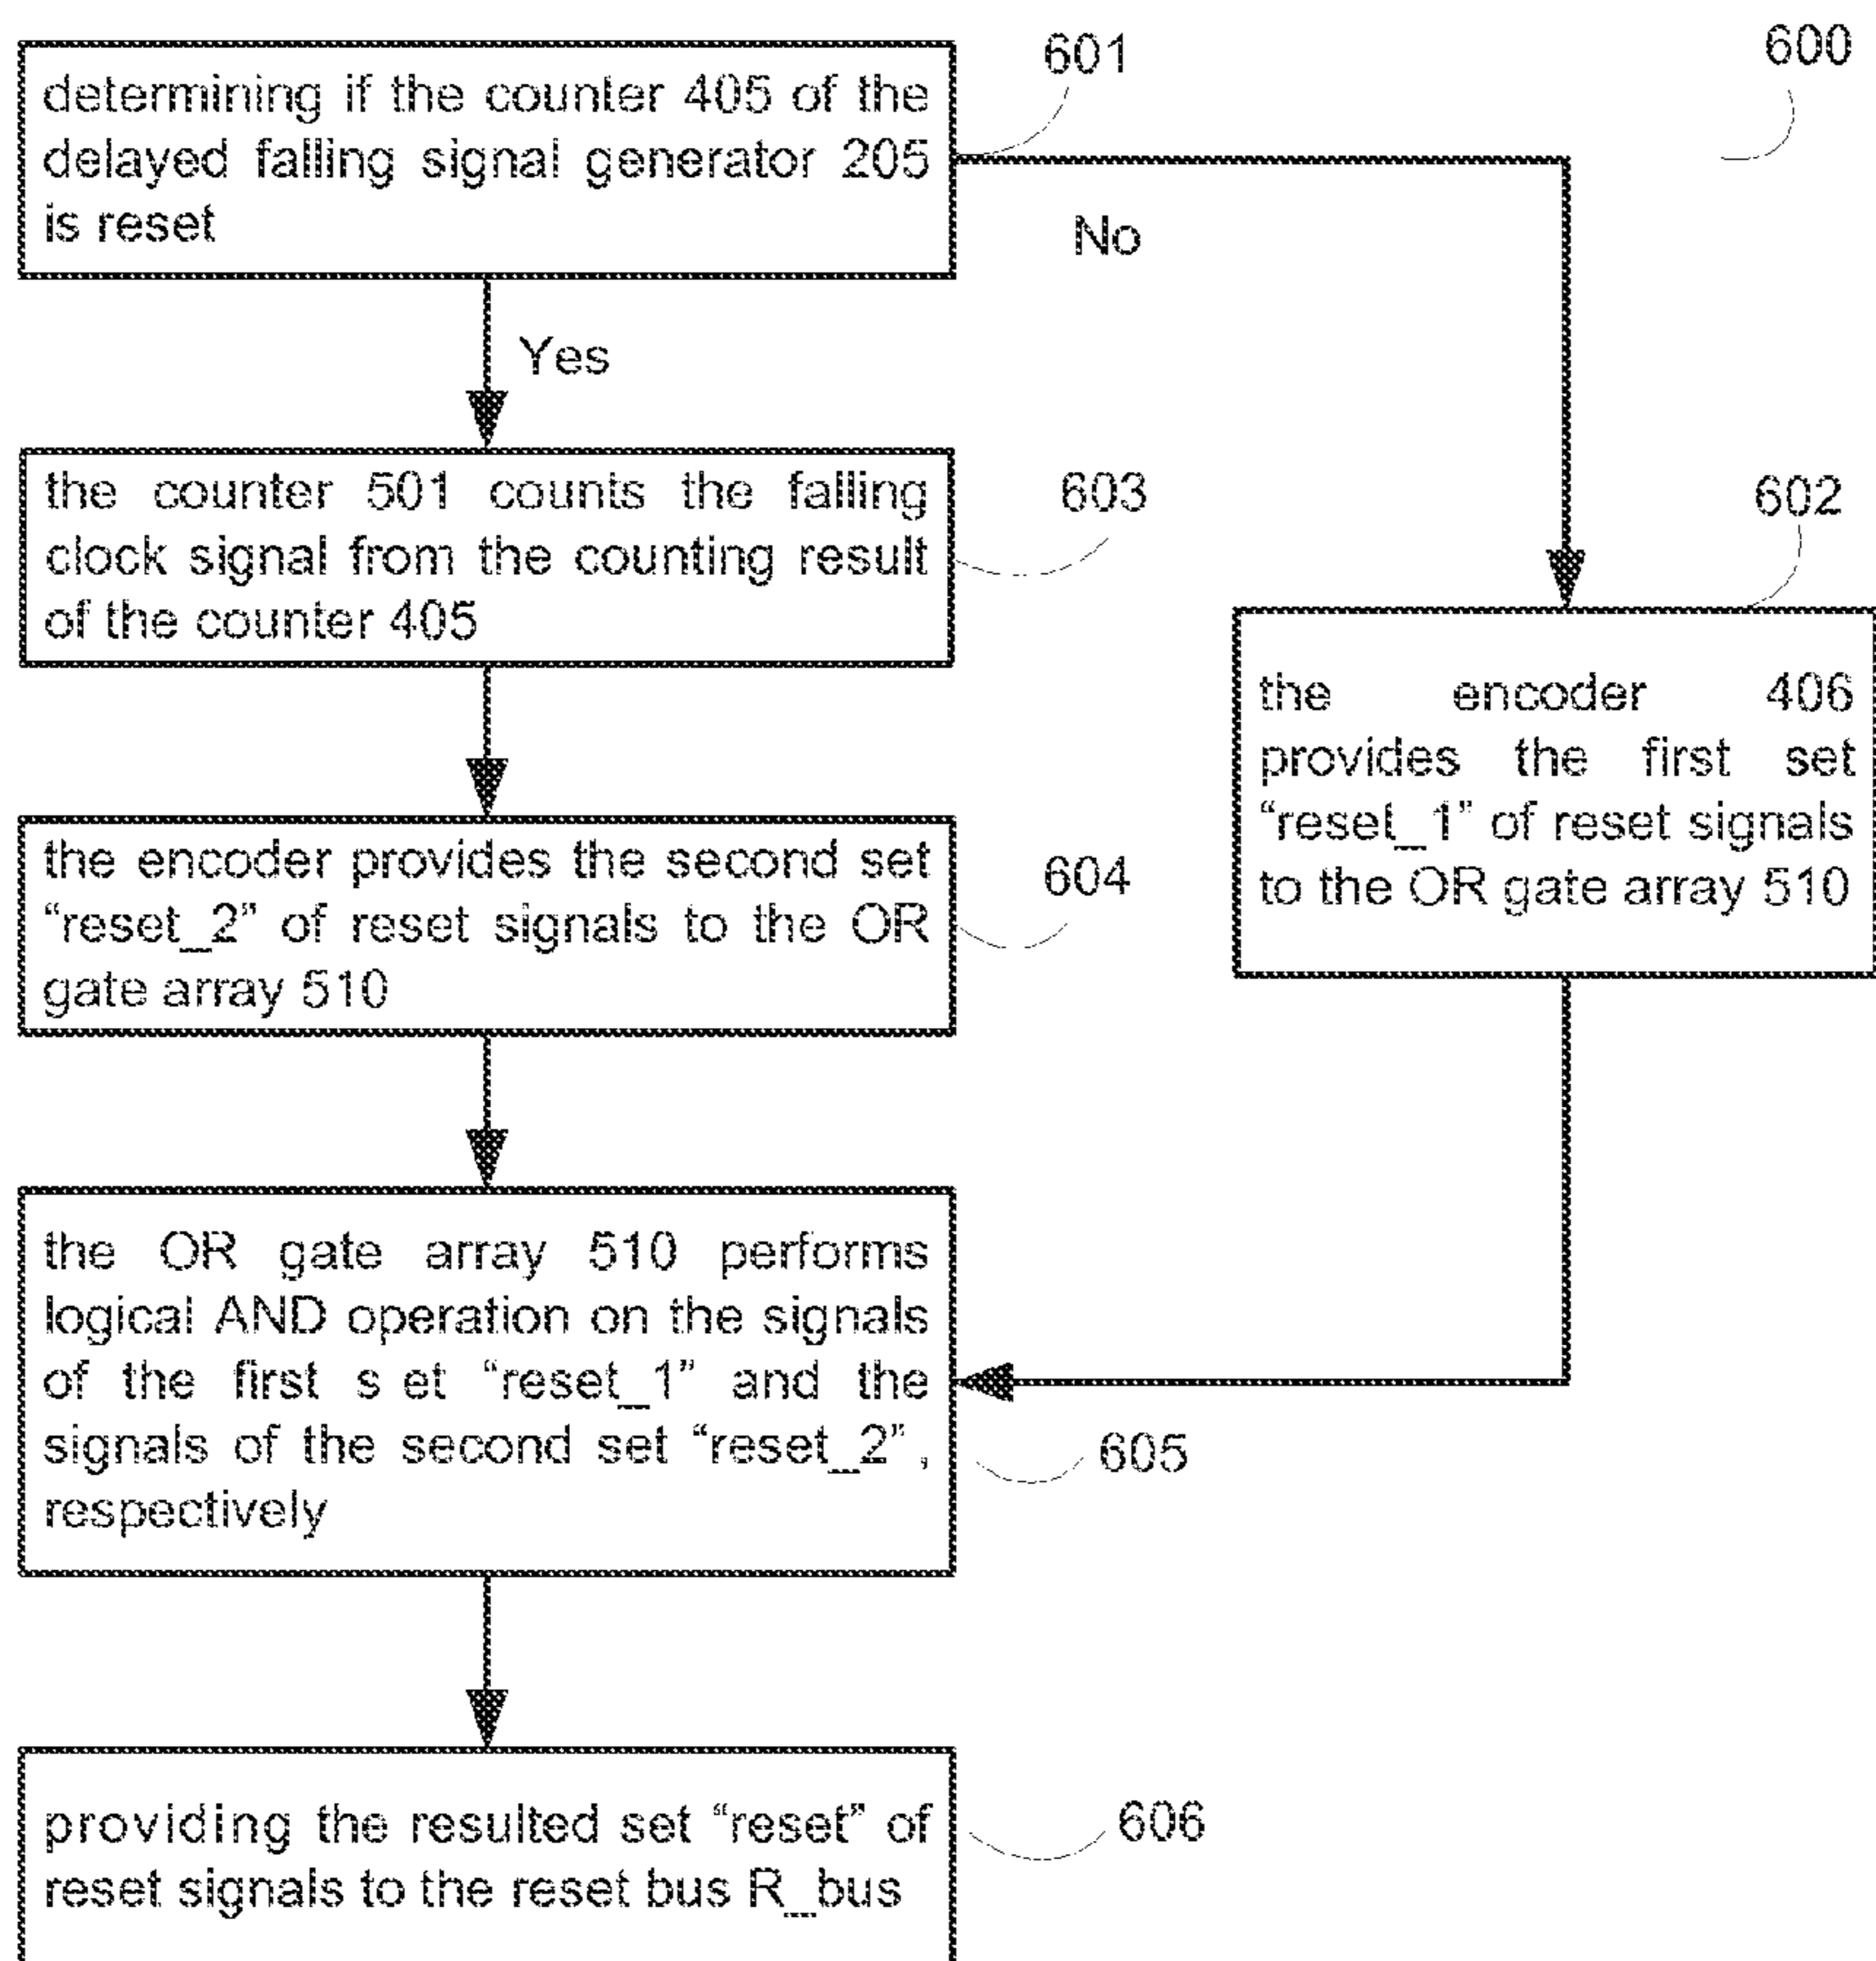 601
600
determining if the counter 405 of the
delayed falling signal generator 205
is reset
No
Yes
the counter 501 counts the falling
clock signal from the counting result
of the counter 405
603
602
the encoder 406
provides the first set
“reset_1” of reset signals
to the OR gate array 510
the encoder provides the second set
“reset_2” of reset signals to the OR
gate array 510
604
the OR gate array 510 performs
logical AND operation on the signals
of the first s et “reset_1” and the
signals of the second set “reset_2”,
respectively
605
providing the resulted set “reset” of
reset signals to the reset bus R_bus
606